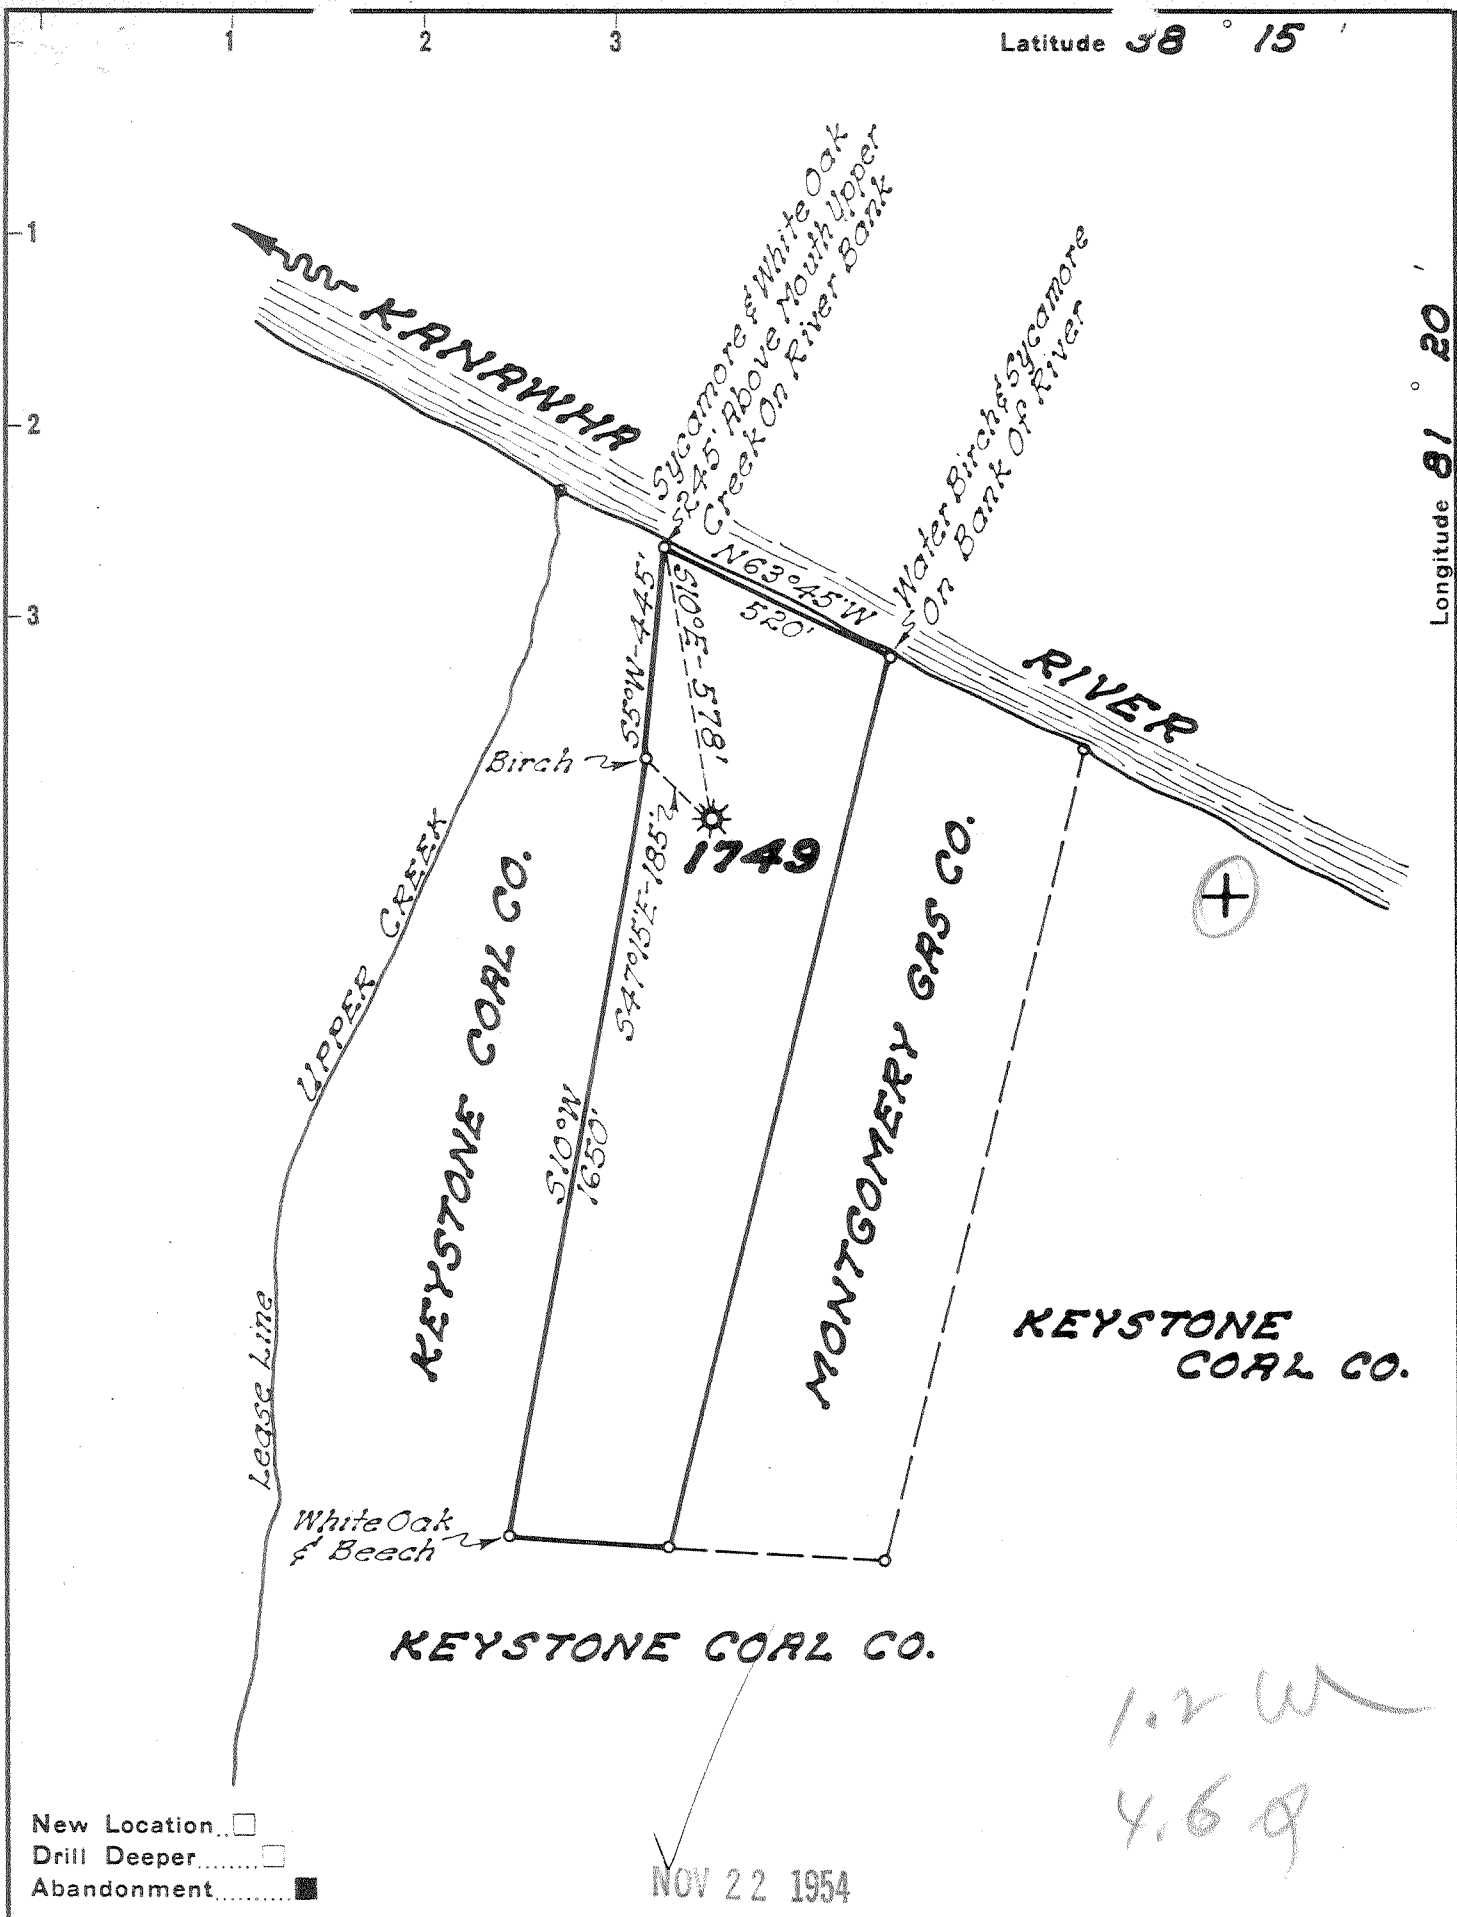 1 2 3
Latitude 38 ° 15 '
Longitude 81 ° 20 '
1
2
3
Sycamore & White Oak
245' Above Mouth Upper
Creek On River Bank
Water Birch & Sycamore
On Bank Of River
KANAWHA
RIVER
N63°45'W
520'
S5°W-445'
S10°E-578'
Birch
1749
S47°15'E-185'
UPPER CREEK
KEYSTONE COAL CO.
MONTGOMERY GAS CO.
S10°W
1650'
Lease Line
KEYSTONE
COAL CO.
White Oak
& Beech
KEYSTONE COAL CO.
1.2 W
New Location
Drill Deeper
Abandonment
NOV 22 1954